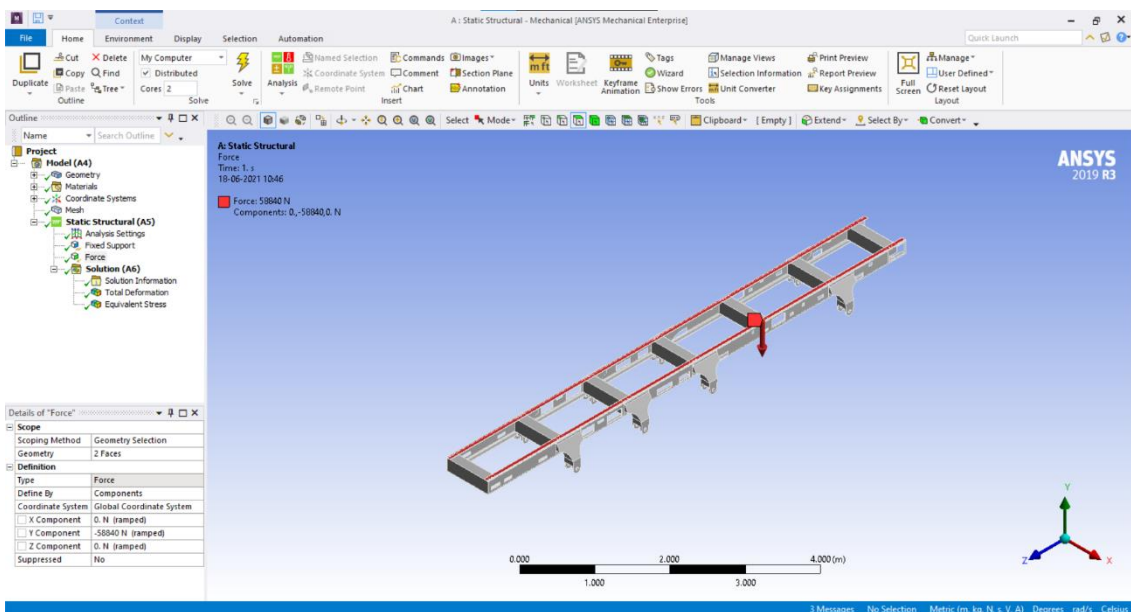 Context
A : Static Structural - Mechanical [ANSYS Mechanical Enterprise]
File Home Environment Display Selection Automation
Quick Launch
Duplicate
Cut
Copy
Paste
Delete
Find
Tree
Outline
My Computer
Distributed
Cores 2
Solve
Solve
Analysis
Named Selection
Coordinate System
Remote Point
Commands
Comment
Chart
Images
Section Plane
Annotation
Insert
mft
Units
Worksheet
Keyframe
Animation
Tags
Wizard
Show Errors
Manage Views
Selection Information
Unit Converter
Print Preview
Report Preview
Key Assignments
Tools
Full
Screen
Manage
User Defined
Reset Layout
Layout
Outline
Name Search Outline
Select Mode Clipboard [Empty] Extend Select By Convert
Project
Model (A4)
Geometry
Materials
Coordinate Systems
Mesh
Static Structural (A5)
Analysis Settings
Fixed Support
Force
Solution (A6)
Solution Information
Total Deformation
Equivalent Stress
A: Static Structural
Force
Time: 1. s
18-06-2021 10:46
Force: 58840 N
Components: 0.,-58840,0. N
ANSYS
2019 R3
Details of "Force"
Scope
Scoping Method Geometry Selection
Geometry 2 Faces
Definition
Type Force
Define By Components
Coordinate System Global Coordinate System
X Component 0. N (ramped)
Y Component -58840 N (ramped)
Z Component 0. N (ramped)
Suppressed No
Y
Z X
0.000 2.000 4.000 (m)
1.000 3.000
3 Messages No Selection Metric (m, kg, N, s, V, A) Degrees rad/s Celsius